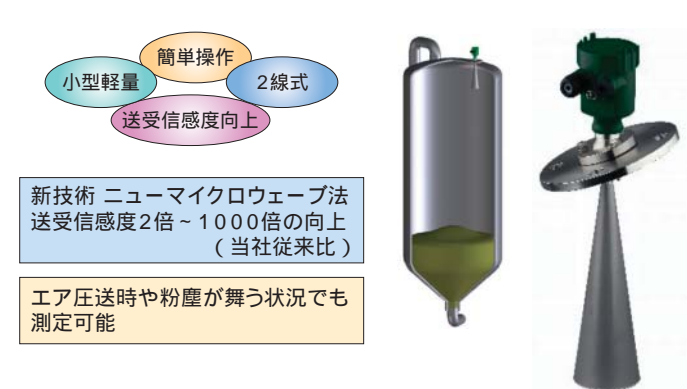 簡単操作
小型軽量
2線式
送受信感度向上
新技術 ニューマイクロウェーブ法
送受信感度2倍~1000倍の向上
(当社従来比)
エア圧送時や粉塵が舞う状況でも
測定可能